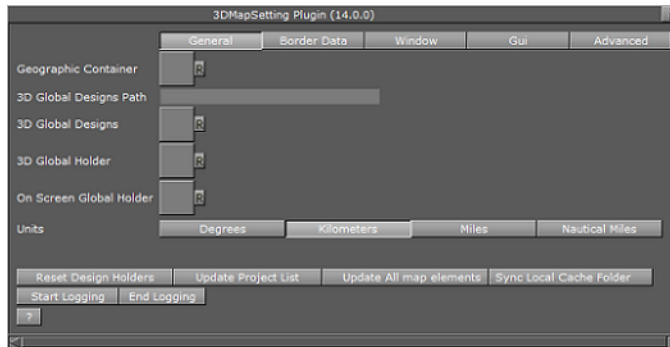 3DMapSetting Plugin (14.0.0)
General Border Data Window Gui Advanced
Geographic Container R
3D Global Designs Path
3D Global Designs R
3D Global Holder R
On Screen Global Holder R
Units Degrees Kilometers Miles Nautical Miles
Reset Design Holders Update Project List Update All map elements Sync Local Cache Folder
Start Logging End Logging
?